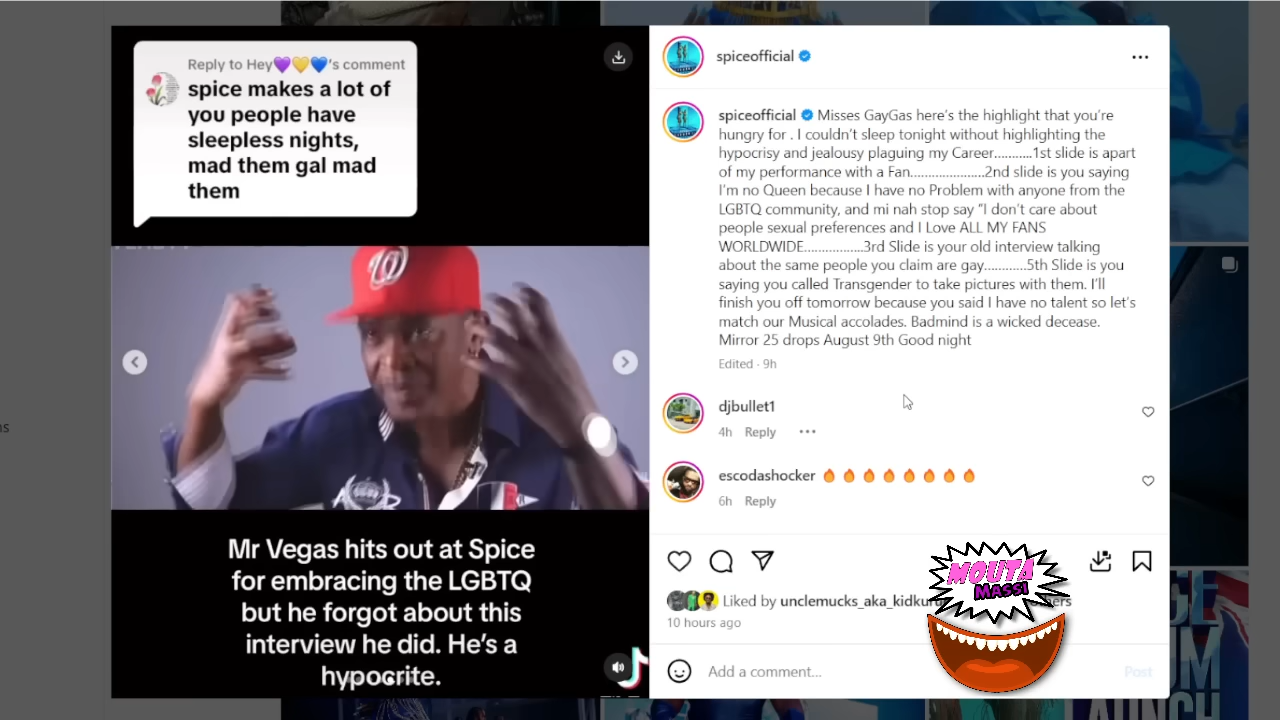 Reply to Hey💜💛💙's comment
spice makes a lot of
you people have
sleepless nights,
mad them gal mad
them
Mr Vegas hits out at Spice
for embracing the LGBTQ
but he forgot about this
interview he did. He's a
hypocrite.
spiceofficial
spiceofficial Misses GayGas here's the highlight that you're
hungry for . I couldn't sleep tonight without highlighting the
hypocrisy and jealousy plaguing my Career..........1st slide is apart
of my performance with a Fan....................2nd slide is you saying
I'm no Queen because I have no Problem with anyone from the
LGBTQ community, and mi nah stop say "I don't care about
people sexual preferences and I Love ALL MY FANS
WORLDWIDE................3rd Slide is your old interview talking
about the same people you claim are gay...........5th Slide is you
saying you called Transgender to take pictures with them. I'll
finish you off tomorrow because you said I have no talent so let's
match our Musical accolades. Badmind is a wicked decease.
Mirror 25 drops August 9th Good night
Edited · 9h
djbullet1
4h Reply
escodashocker 🔥🔥🔥🔥🔥🔥🔥🔥
6h Reply
MOUTA
MASSI
Liked by
10 hours ago
Add a comment...
Post